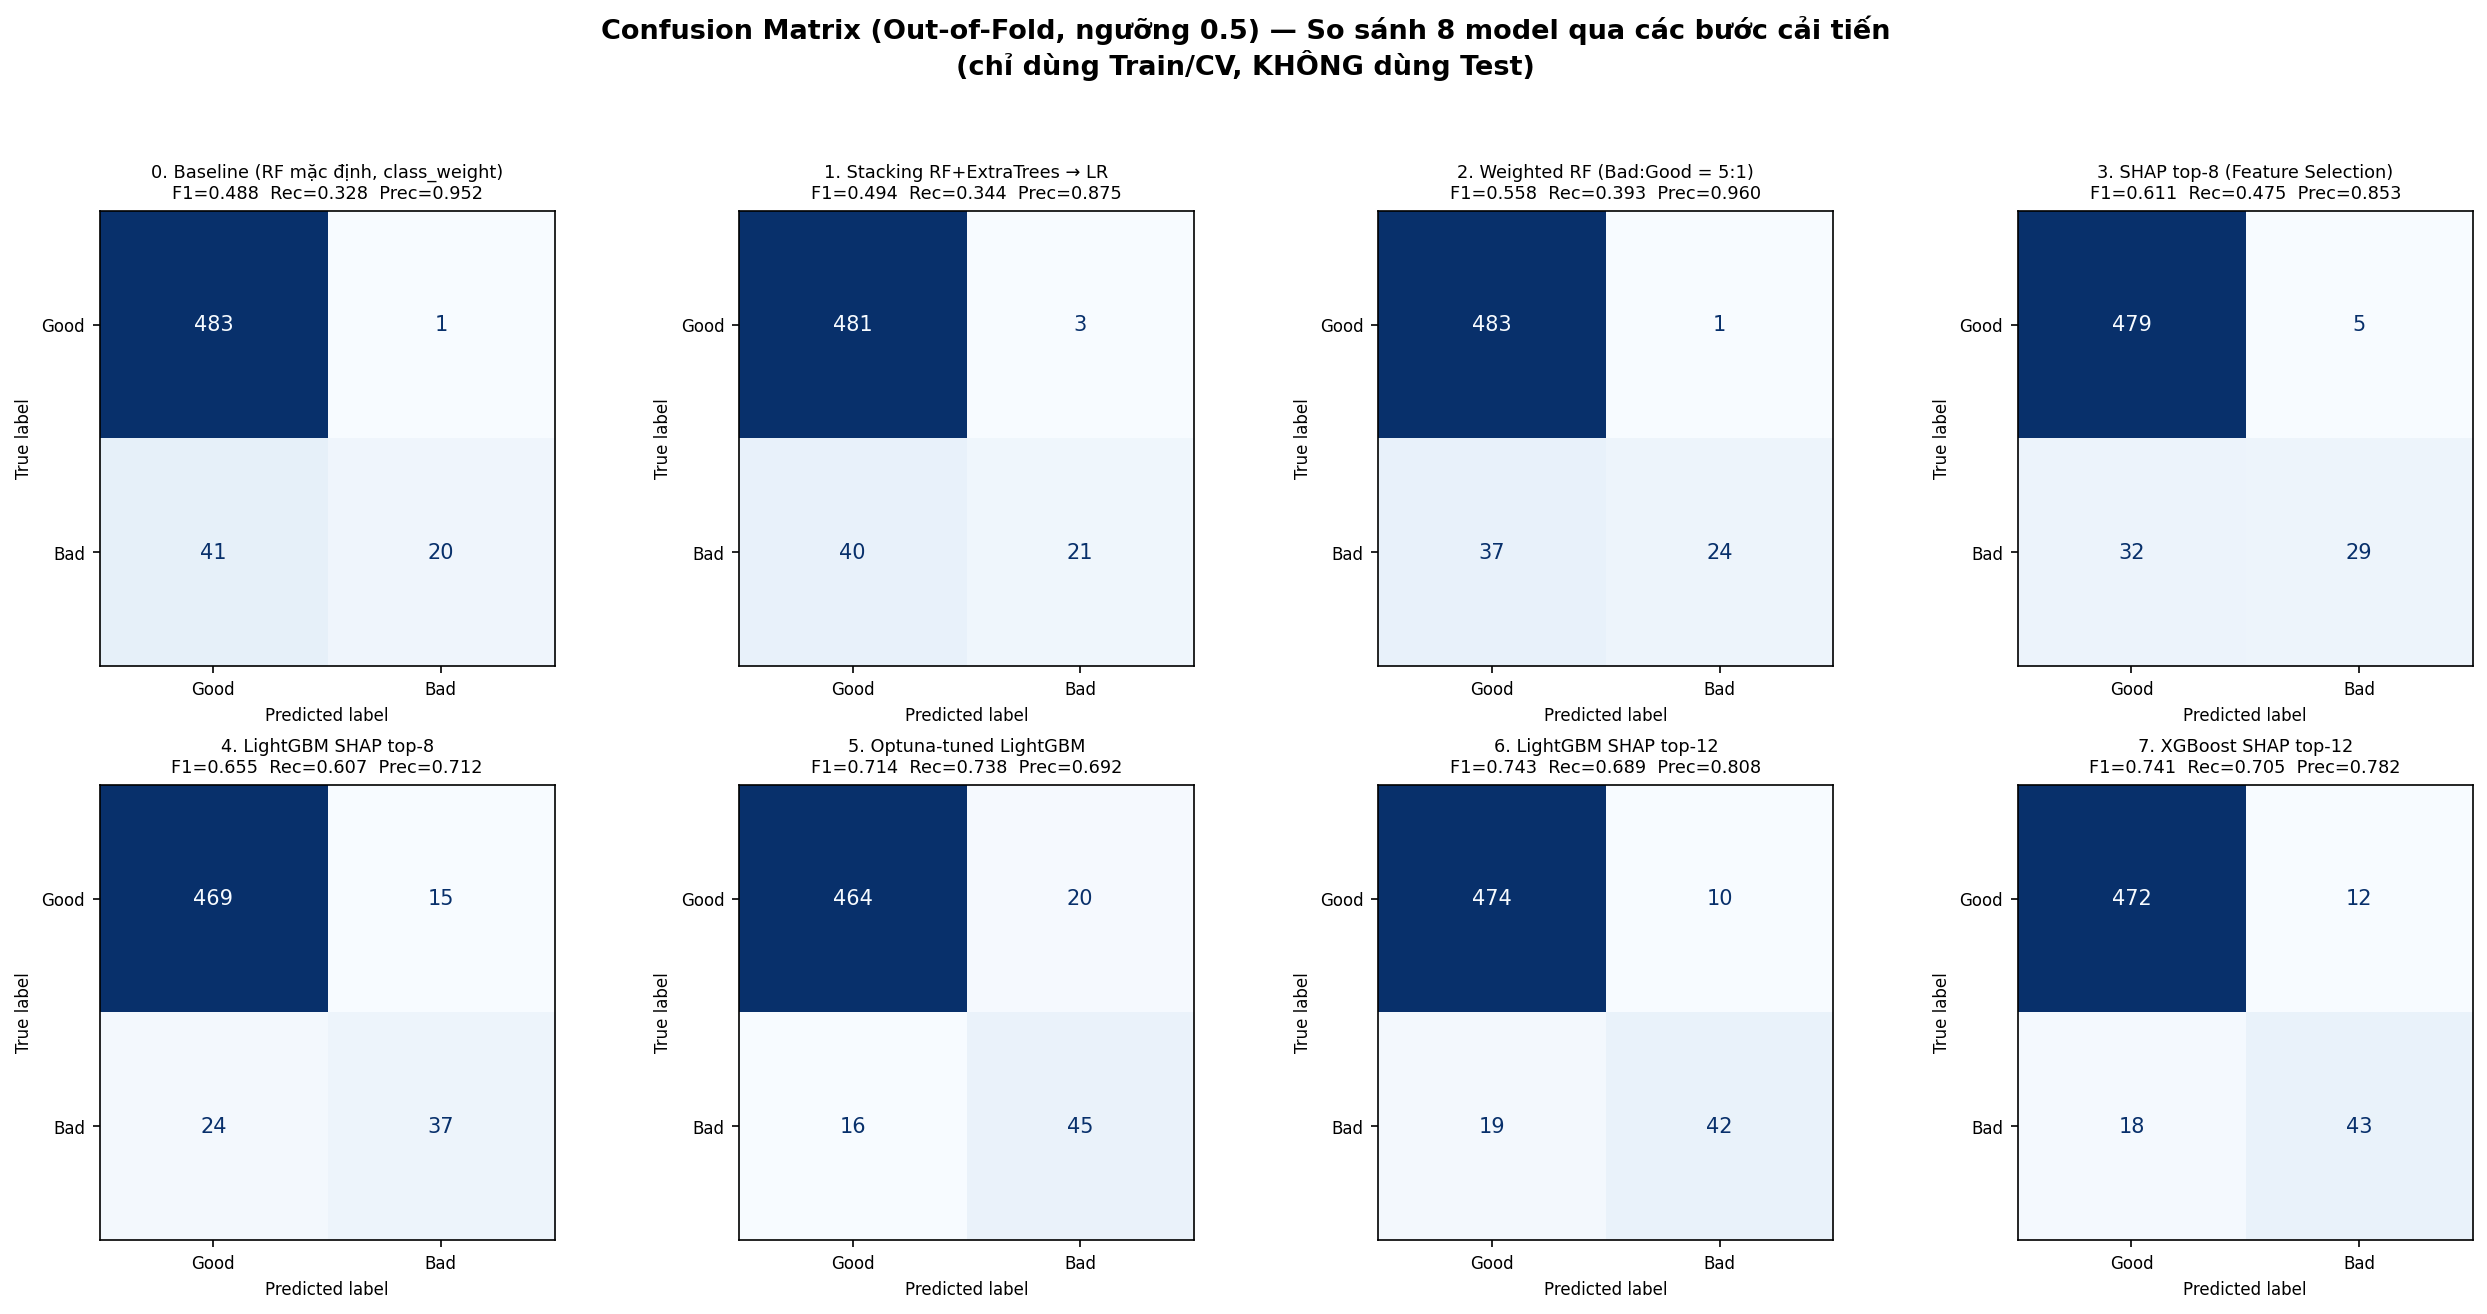 Confusion Matrix (Out-of-Fold, ngưỡng 0.5) — So sánh 8 model qua các bước cải tiến
(chỉ dùng Train/CV, KHÔNG dùng Test)
0. Baseline (RF mặc định, class_weight)
F1=0.488 Rec=0.328 Prec=0.952
True label
Good
483
1
Bad
41
20
Good
Bad
Predicted label
1. Stacking RF+ExtraTrees → LR
F1=0.494 Rec=0.344 Prec=0.875
True label
Good
481
3
Bad
40
21
Good
Bad
Predicted label
2. Weighted RF (Bad:Good = 5:1)
F1=0.558 Rec=0.393 Prec=0.960
True label
Good
483
1
Bad
37
24
Good
Bad
Predicted label
3. SHAP top-8 (Feature Selection)
F1=0.611 Rec=0.475 Prec=0.853
True label
Good
479
5
Bad
32
29
Good
Bad
Predicted label
4. LightGBM SHAP top-8
F1=0.655 Rec=0.607 Prec=0.712
True label
Good
469
15
Bad
24
37
Good
Bad
Predicted label
5. Optuna-tuned LightGBM
F1=0.714 Rec=0.738 Prec=0.692
True label
Good
464
20
Bad
16
45
Good
Bad
Predicted label
6. LightGBM SHAP top-12
F1=0.743 Rec=0.689 Prec=0.808
True label
Good
474
10
Bad
19
42
Good
Bad
Predicted label
7. XGBoost SHAP top-12
F1=0.741 Rec=0.705 Prec=0.782
True label
Good
472
12
Bad
18
43
Good
Bad
Predicted label